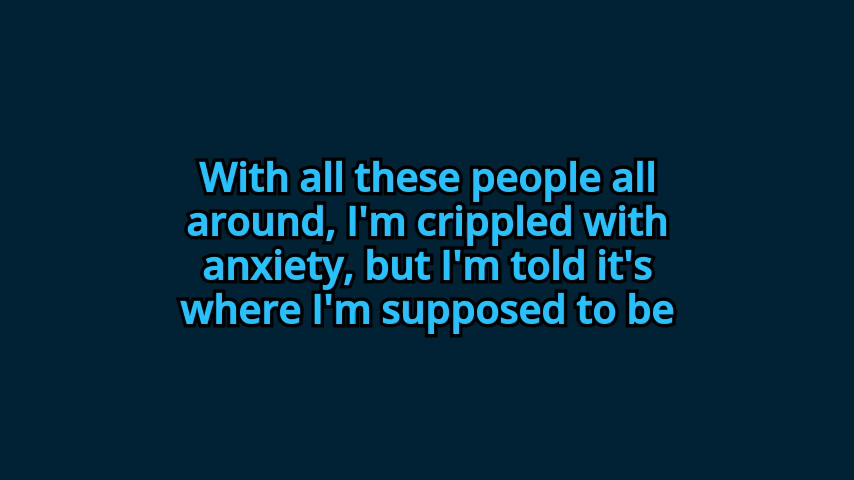 With all these people all
around, I'm crippled with
anxiety, but I'm told it's
where I'm supposed to be